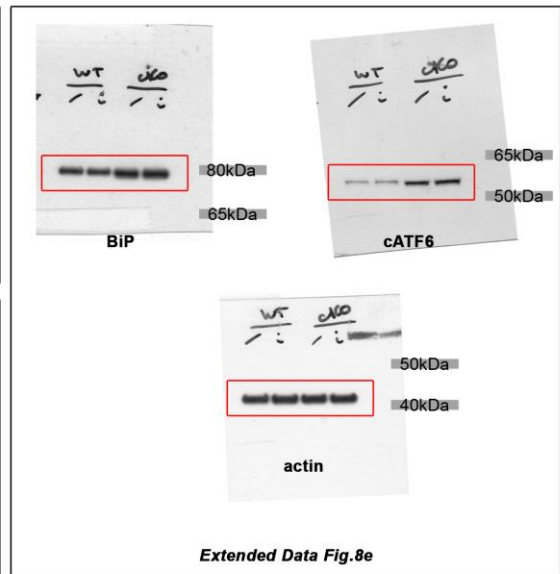 WT cKO
/ i / i
80kDa
65kDa
BiP
WT cKO
/ i / i
65kDa
50kDa
cATF6
WT cKO
/ i / i
50kDa
40kDa
actin
Extended Data Fig.8e